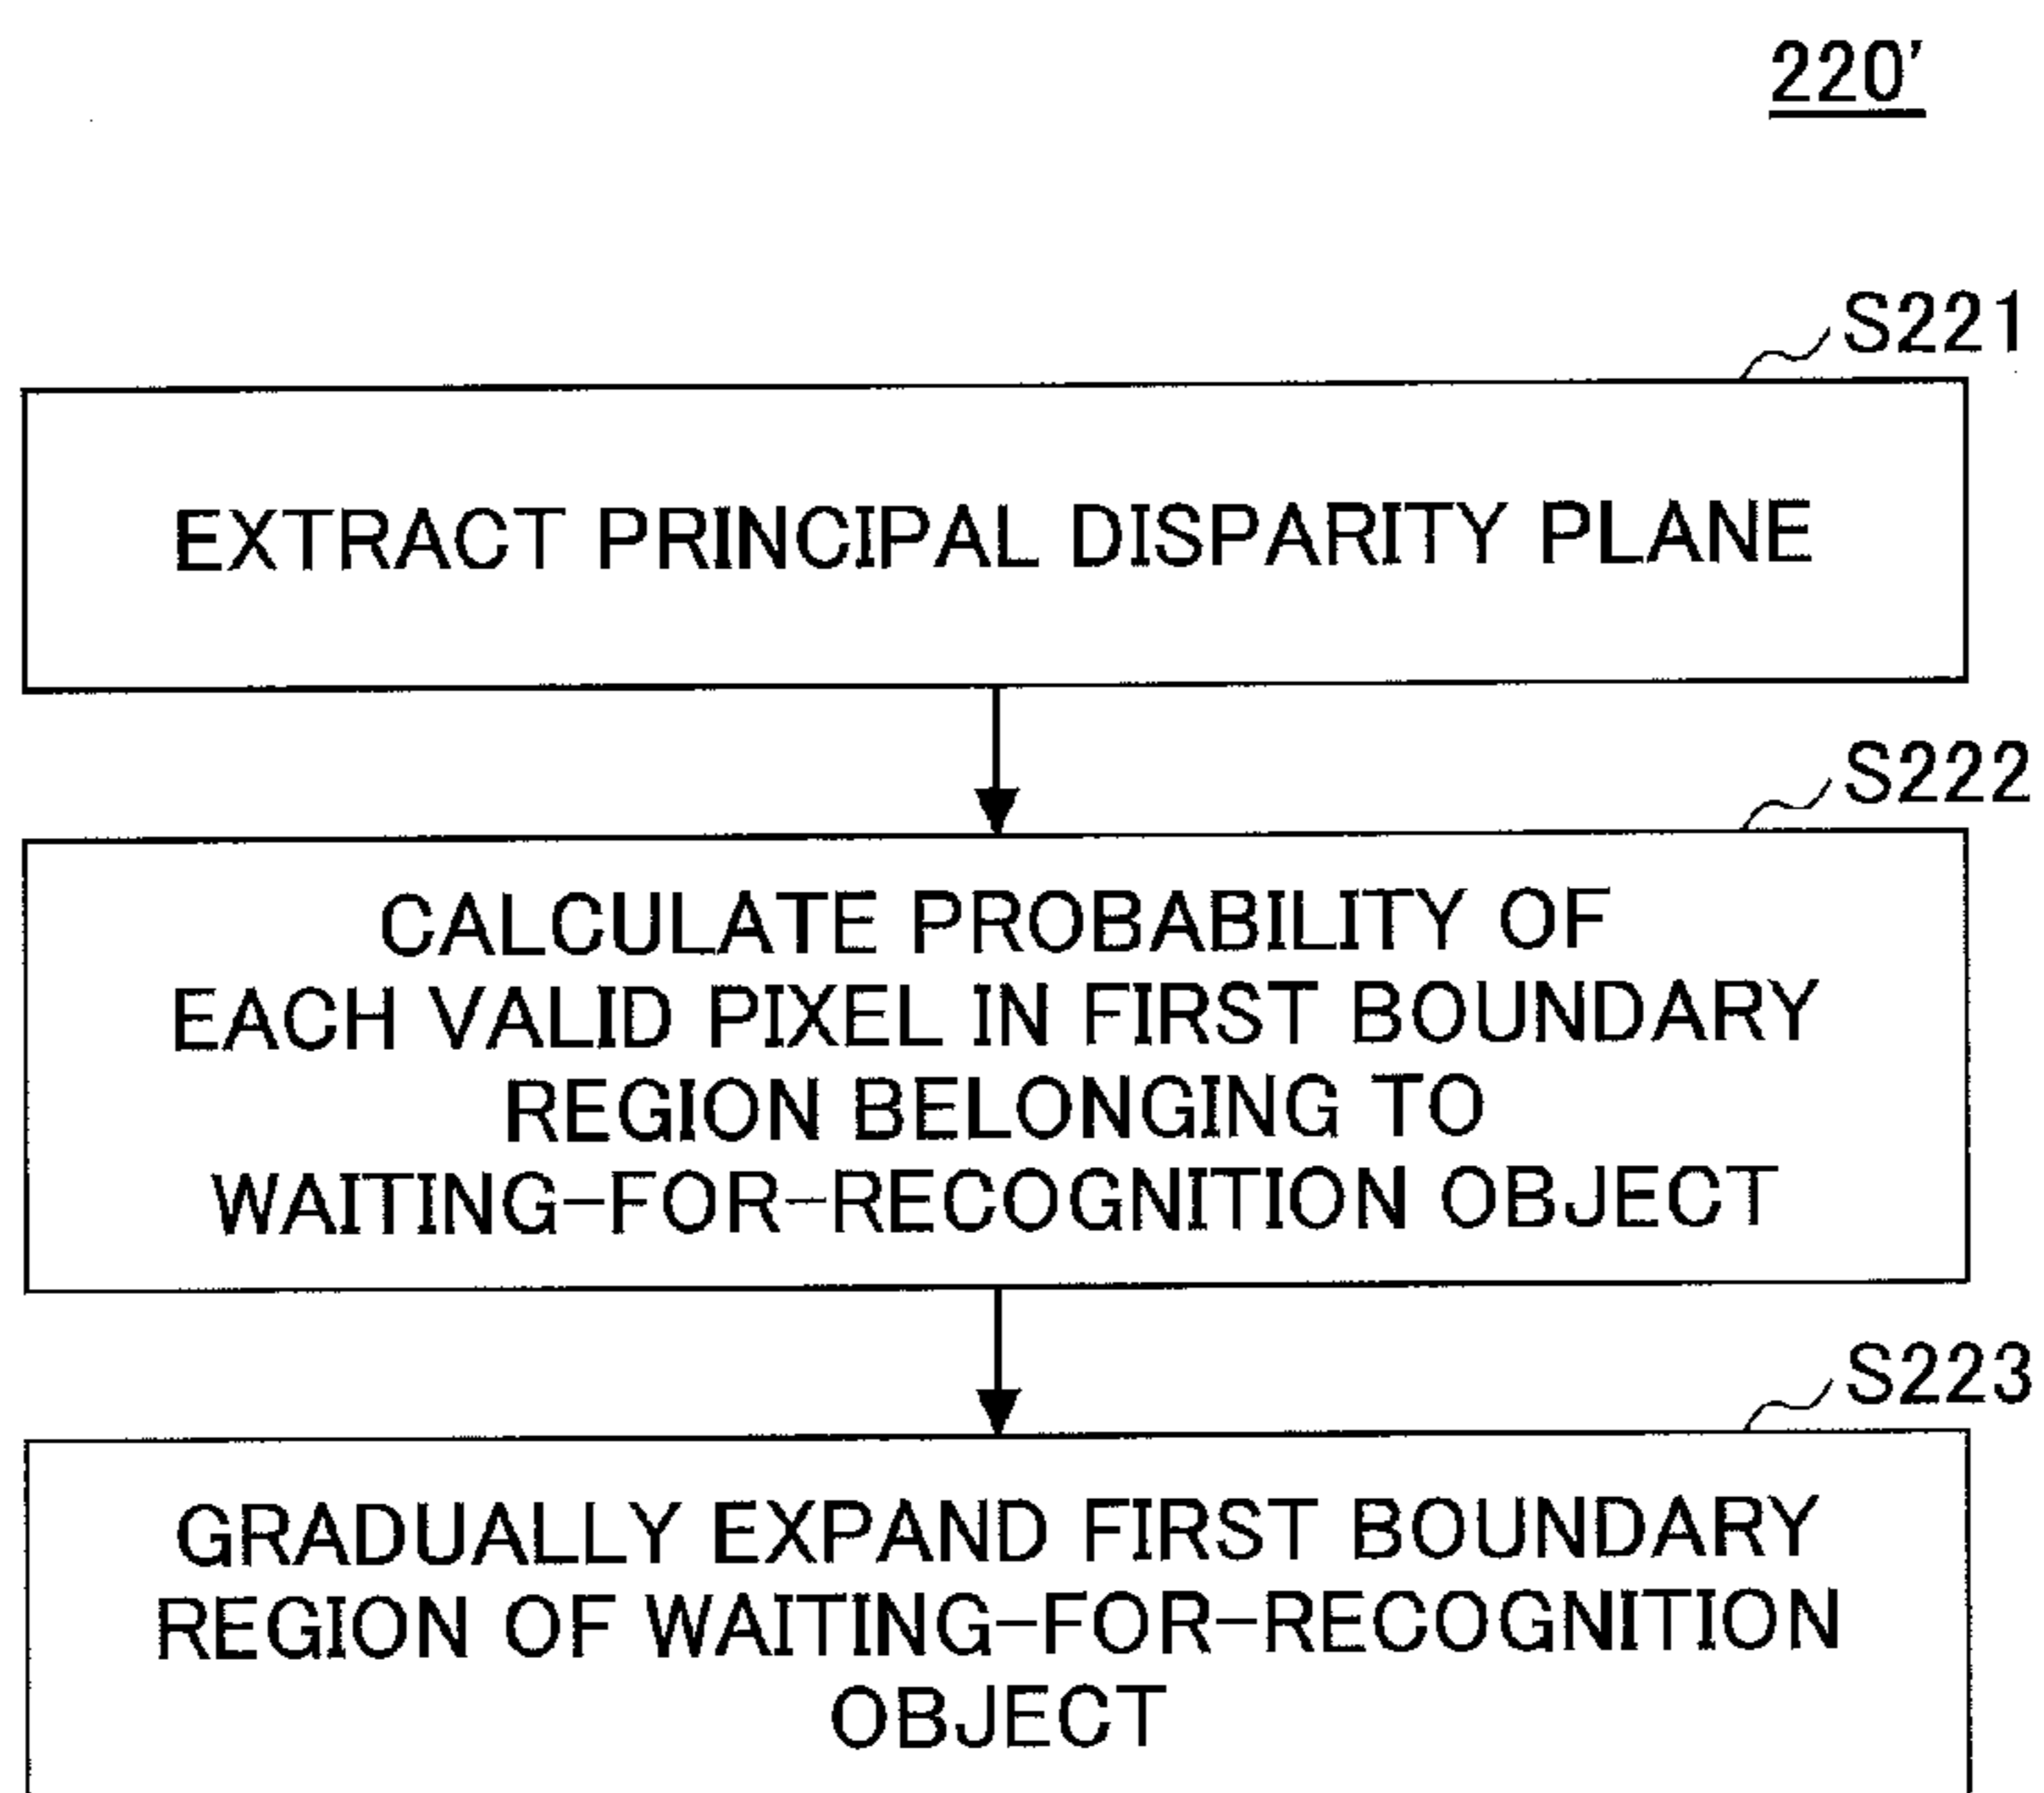 220'
S221
EXTRACT PRINCIPAL DISPARITY PLANE
S222
CALCULATE PROBABILITY OF
EACH VALID PIXEL IN FIRST BOUNDARY
REGION BELONGING TO
WAITING-FOR-RECOGNITION OBJECT
S223
GRADUALLY EXPAND FIRST BOUNDARY
REGION OF WAITING-FOR-RECOGNITION
OBJECT